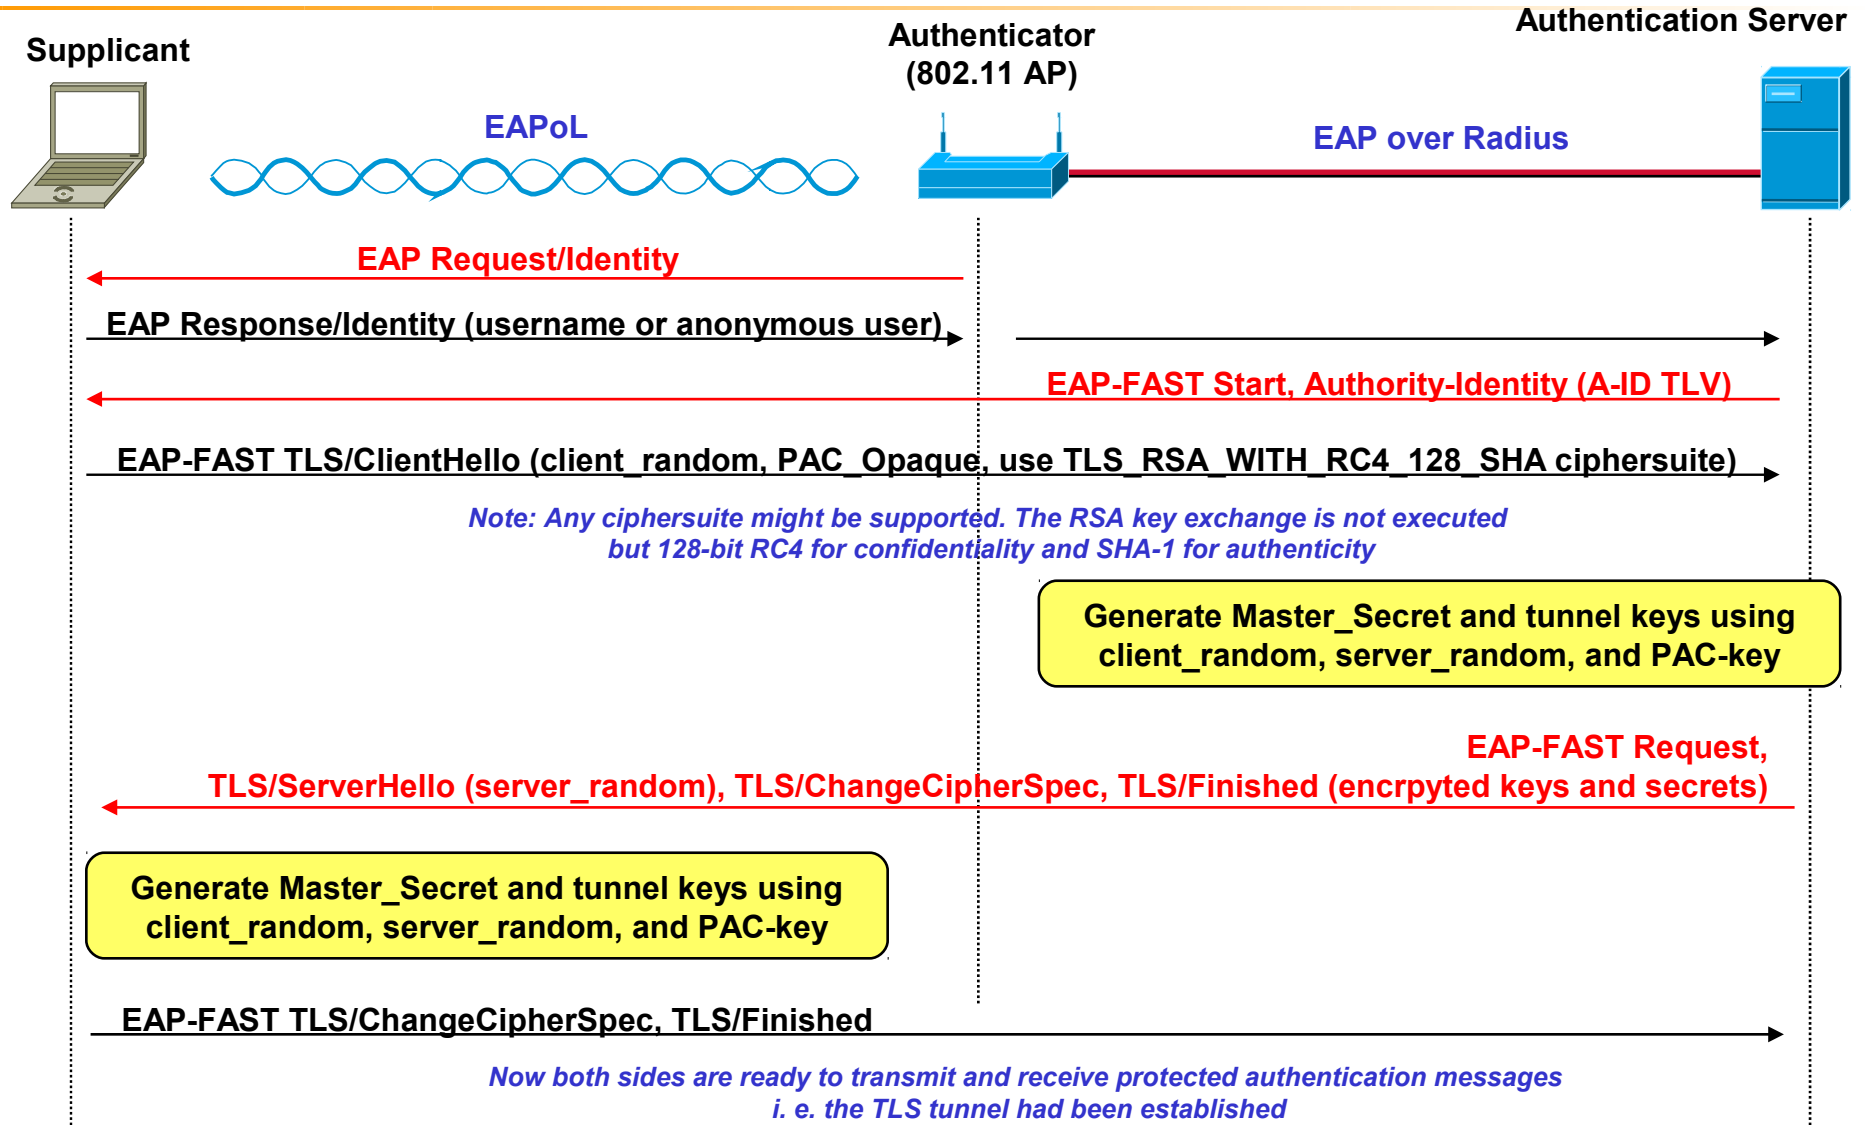 Authentication Server
Supplicant
Authenticator
(802.11 AP)
EAPoL
EAP over Radius
EAP Request/Identity
EAP Response/Identity (username or anonymous user)
EAP-FAST Start, Authority-Identity (A-ID TLV)
EAP-FAST TLS/ClientHello (client_random, PAC_Opaque, use TLS_RSA_WITH_RC4_128_SHA ciphersuite)
Note: Any ciphersuite might be supported. The RSA key exchange is not executed
but 128-bit RC4 for confidentiality and SHA-1 for authenticity
Generate Master_Secret and tunnel keys using
client_random, server_random, and PAC-key
EAP-FAST Request,
TLS/ServerHello (server_random), TLS/ChangeCipherSpec, TLS/Finished (encrpyted keys and secrets)
Generate Master_Secret and tunnel keys using
client_random, server_random, and PAC-key
EAP-FAST TLS/ChangeCipherSpec, TLS/Finished
Now both sides are ready to transmit and receive protected authentication messages
i. e. the TLS tunnel had been established